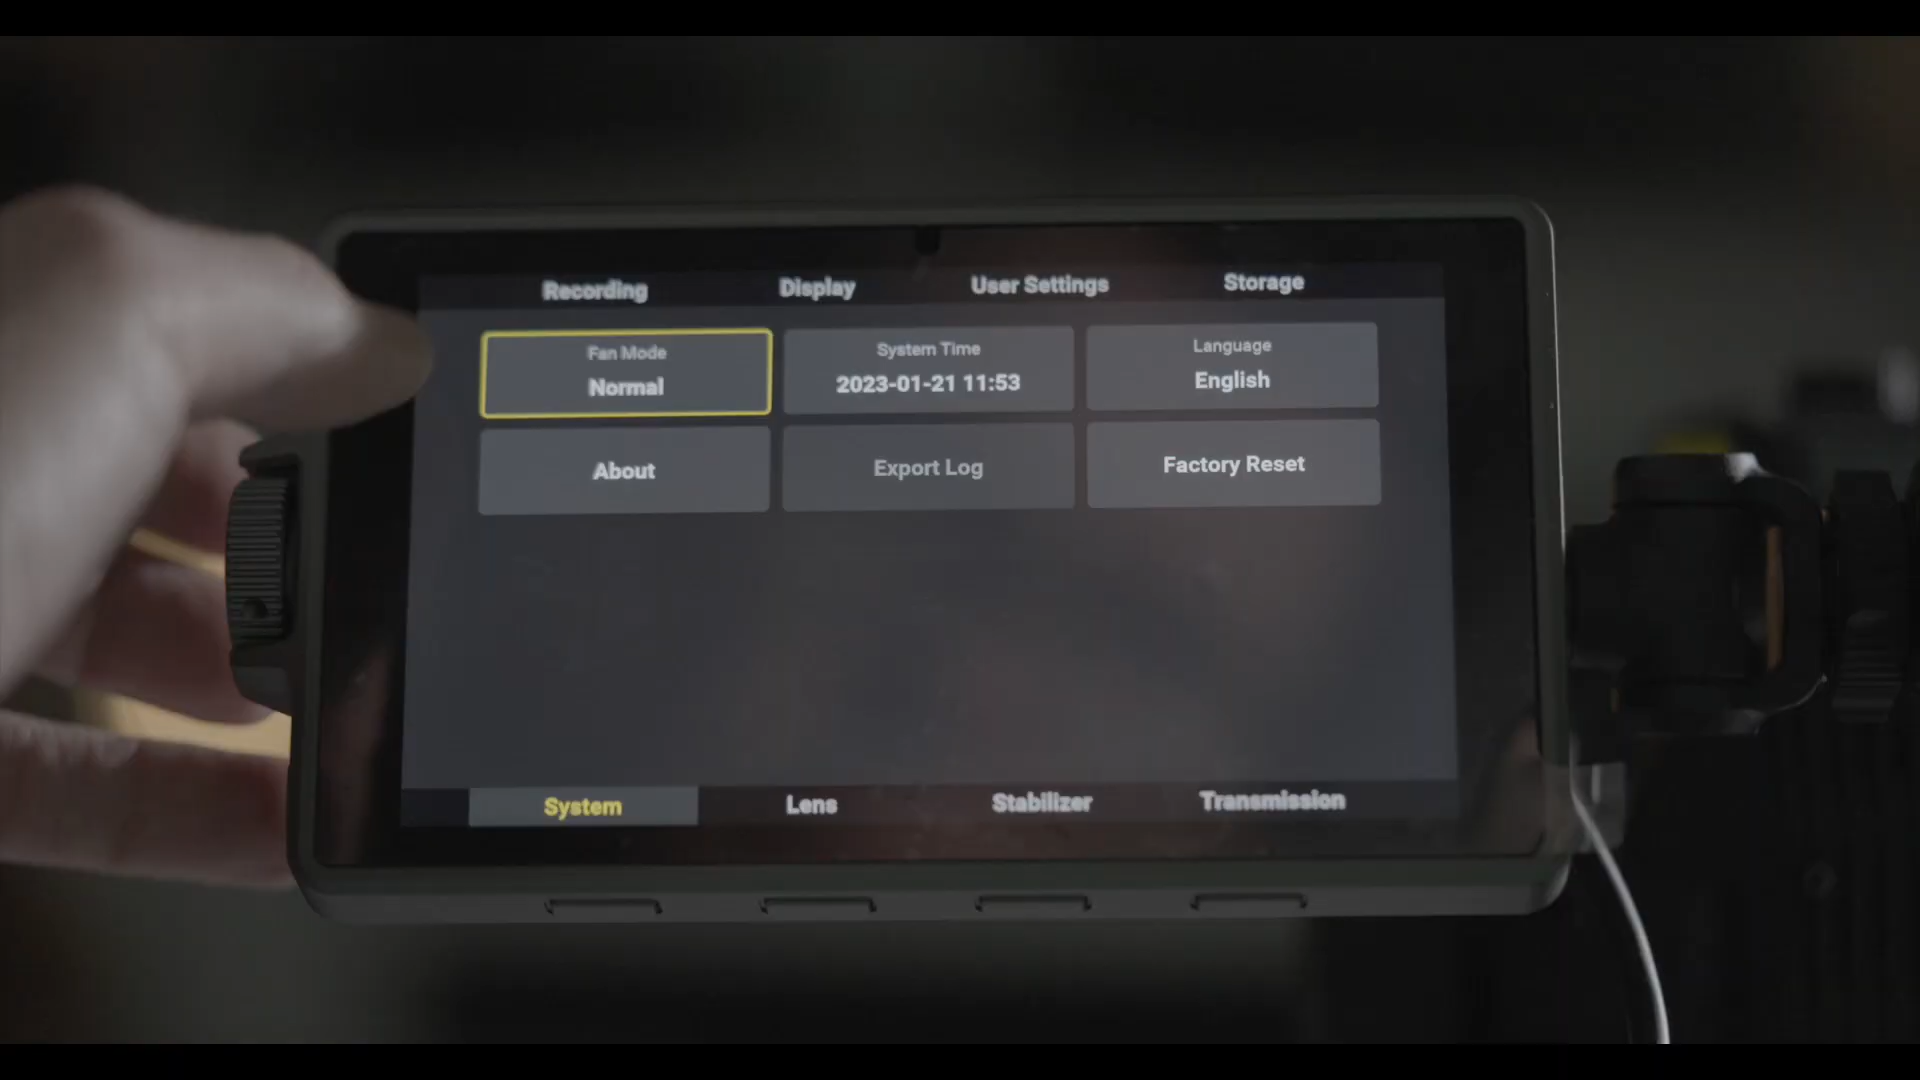 Recording Display User Settings Storage
Fan Mode System Time Language
Normal 2023-01-21 11:53 English
About Export Log Factory Reset
System Lens Stabilizer Transmission